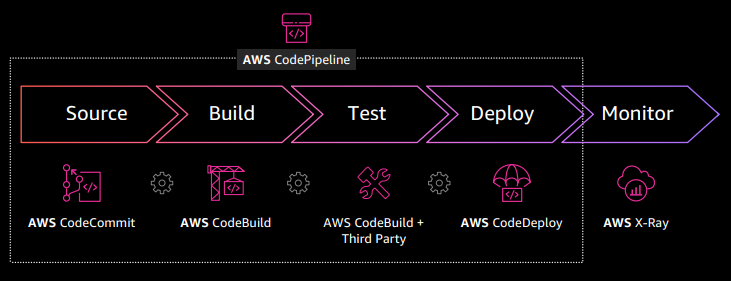 AWS CodePipeline
Source
Build
Test
Deploy
Monitor
AWS CodeCommit
AWS CodeBuild
AWS CodeBuild +
Third Party
AWS CodeDeploy
AWS X-Ray